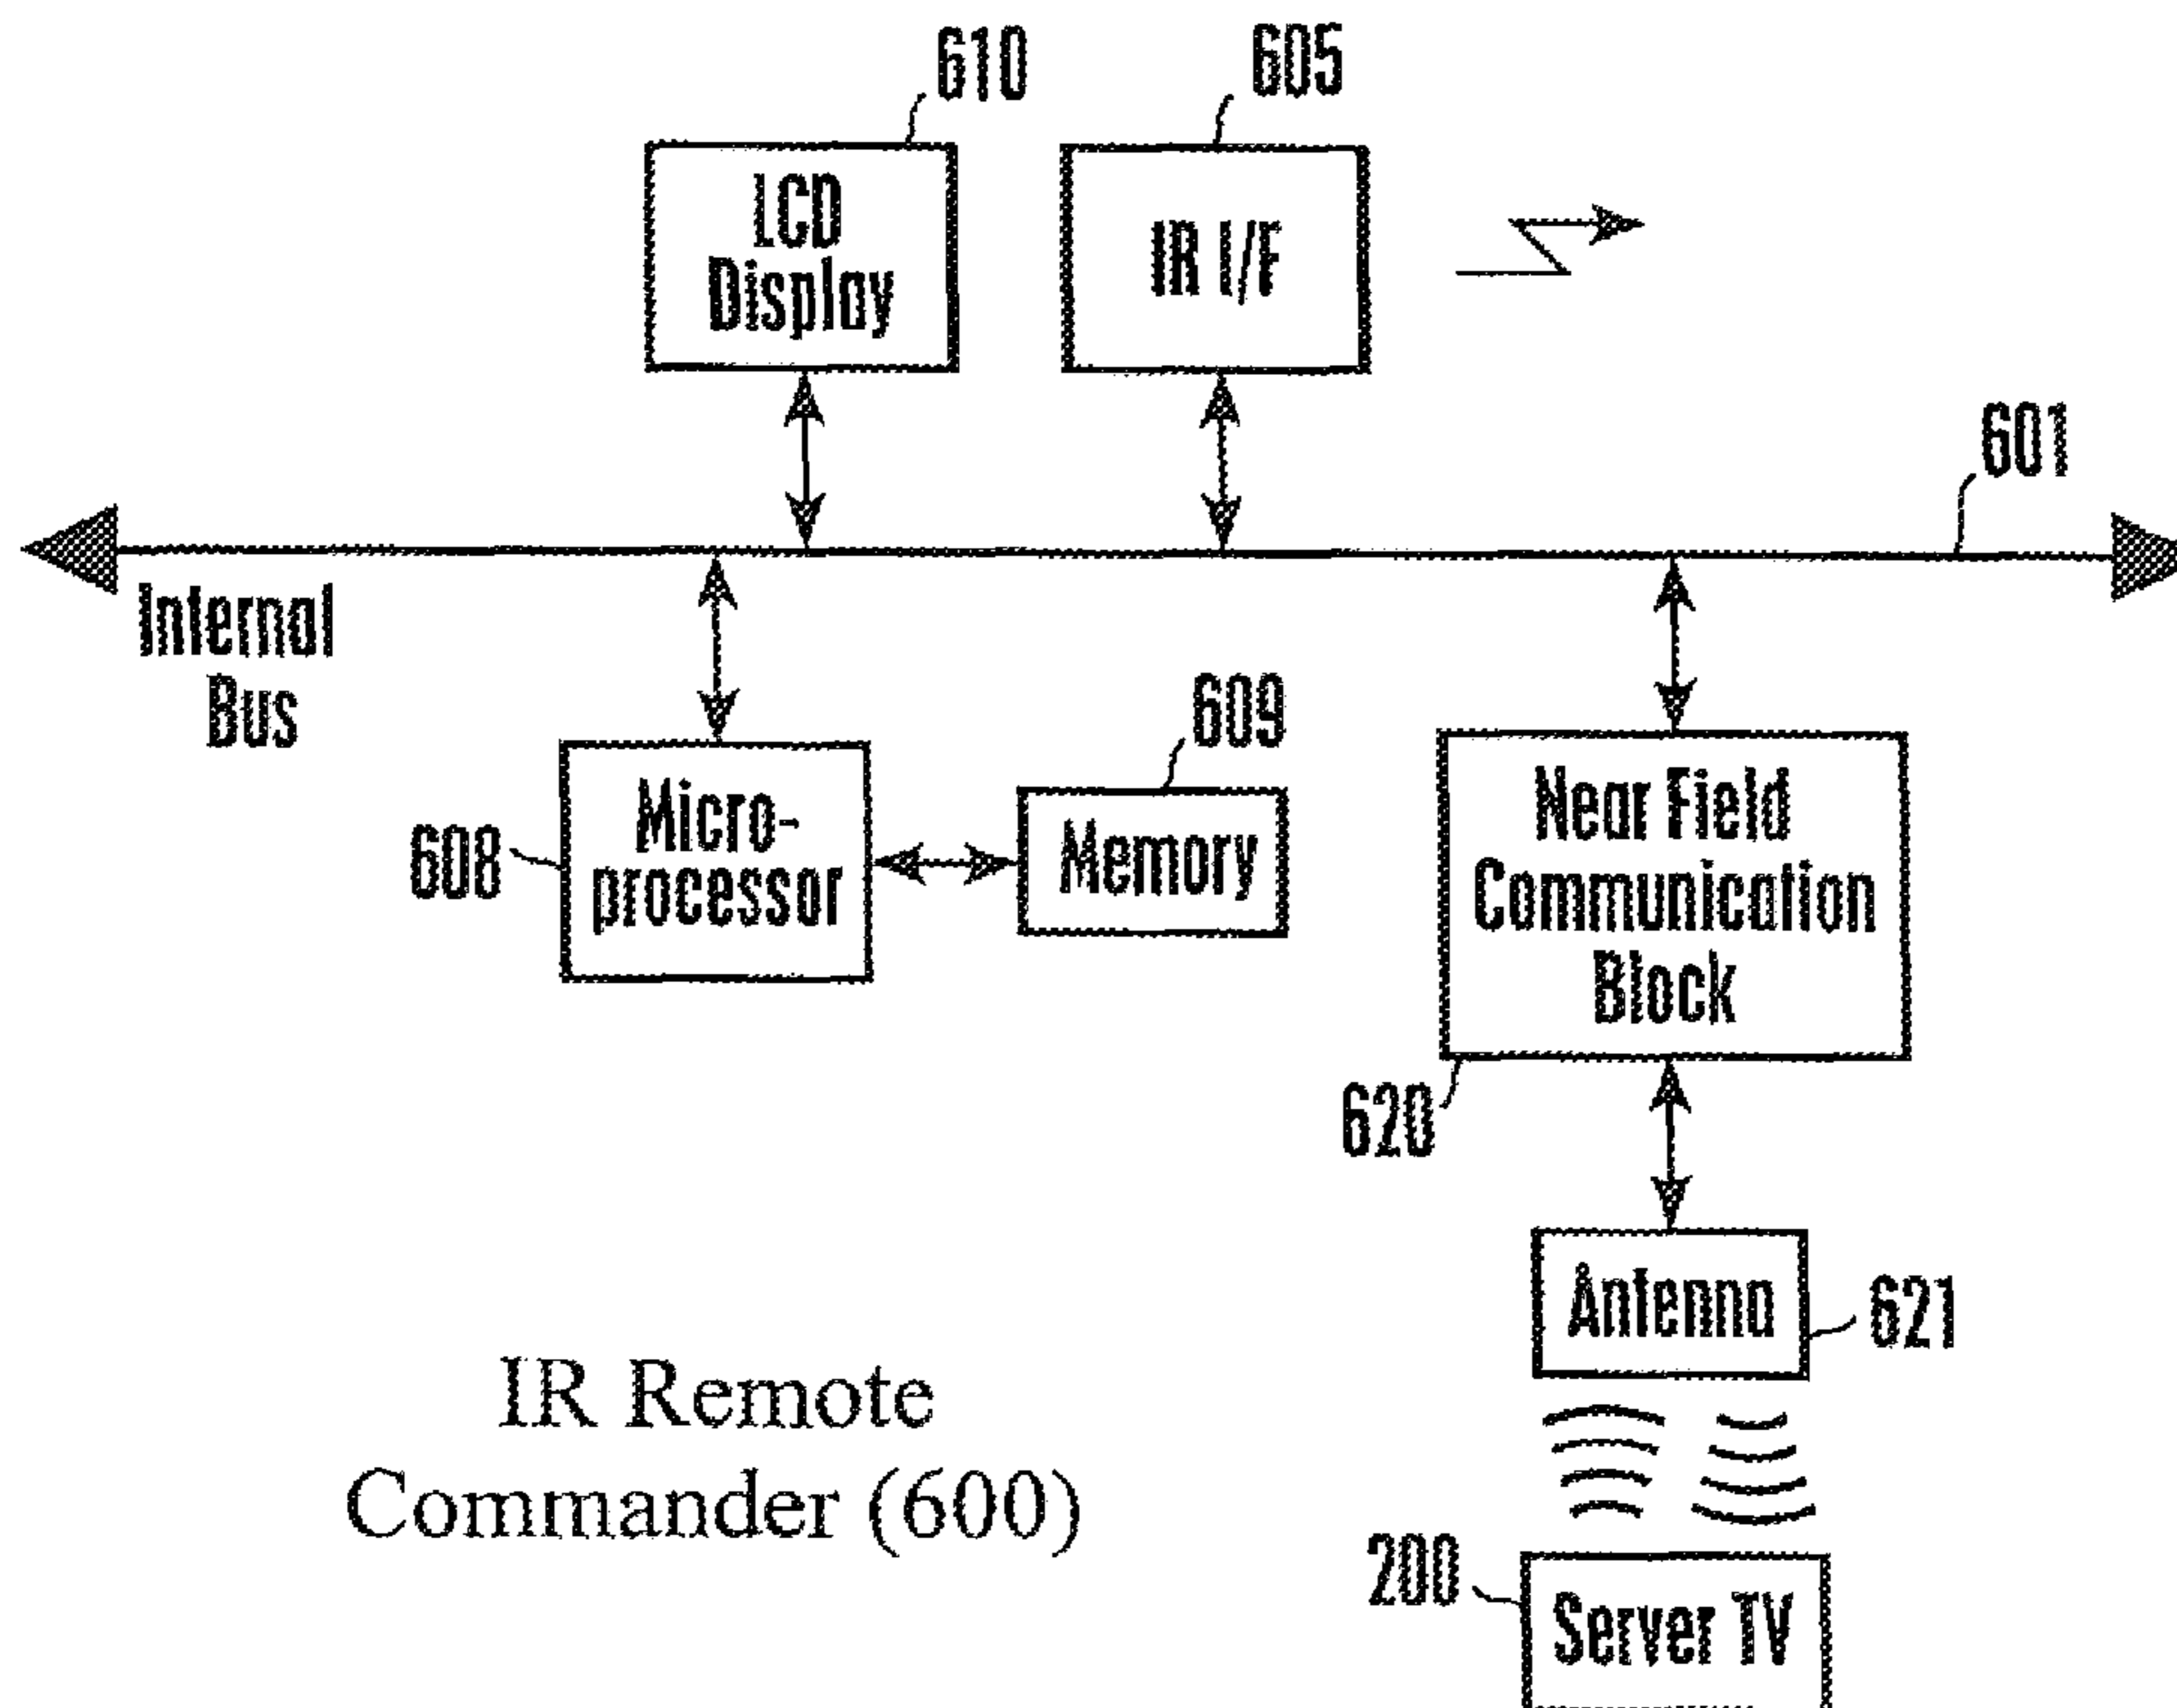 610
605
LCD
Display
IR I/F
601
Internal
Bus
609
608
Micro-
processor
Memory
Near Field
Communication
Block
620
Antenna
621
IR Remote
Commander (600)
200
Server TV